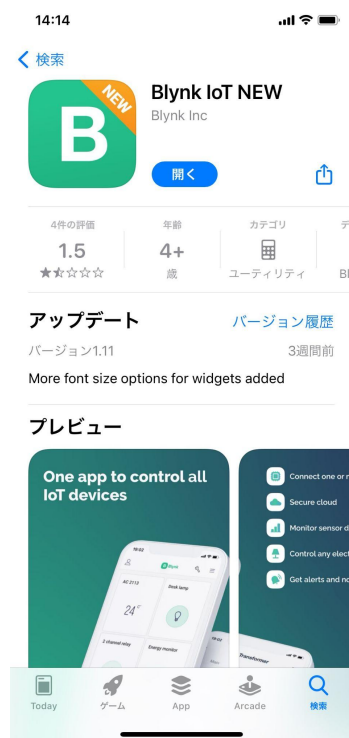 14:14
検索
NEW
B
Blynk IoT NEW
Blynk Inc
開く
4件の評価
年齢
カテゴリ
デ
1.5
4+
★★☆☆☆
歳
ユーティリティ
Bl
アップデート
バージョン履歴
バージョン1.11
3週間前
More font size options for widgets added
プレビュー
One app to control all
IoT devices
Connect one or
Secure cloud
Monitor sensor d
Control any elect
Get alerts and no
16:02
Blynk
AC 2113
Desk lamp
24°
2 channel relay
Energy monitor
Transformer
Today
ゲーム
App
Arcade
検索